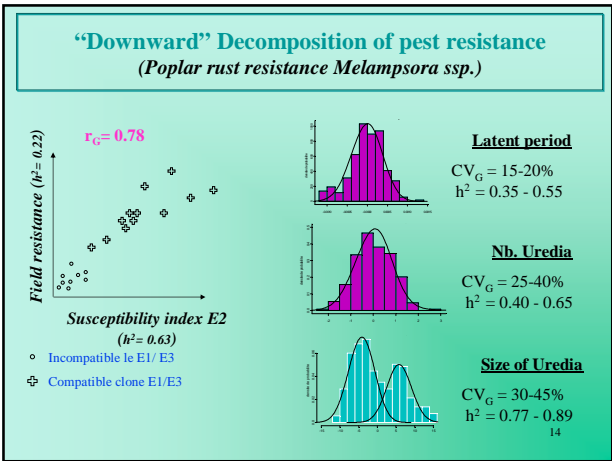 “Downward” Decomposition of pest resistance
(Poplar rust resistance Melampsora ssp.)
rG= 0.78
Field resistance (h²= 0.22)
Susceptibility index E2
(h²= 0.63)
Incompatible le E1/ E3
Compatible clone E1/E3
Latent period
CVG = 15-20%
h² = 0.35 - 0.55
Nb. Uredia
CVG = 25-40%
h² = 0.40 - 0.65
Size of Uredia
CVG = 30-45%
h² = 0.77 - 0.89
14